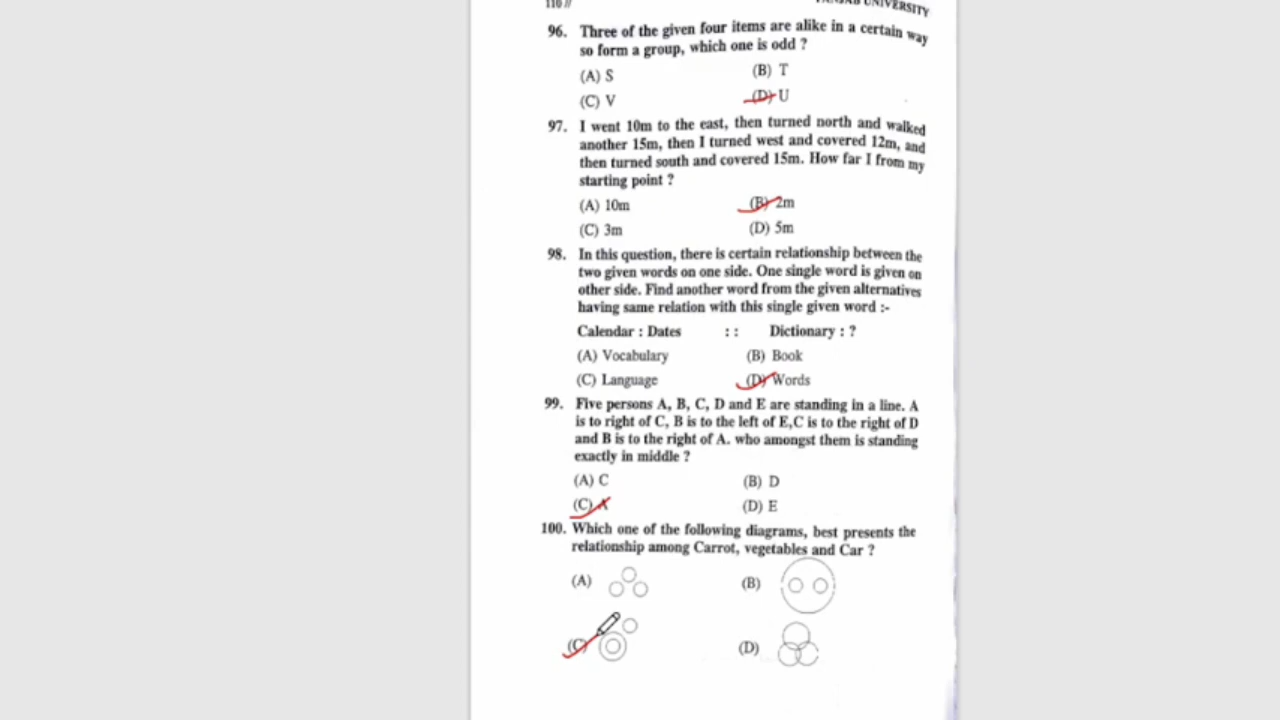 UNIVERSITY
96. Three of the given four items are alike in a certain way
so form a group, which one is odd ?
(A) S (B) T
(C) V (D) U
97. I went 10m to the east, then turned north and walked
another 15m, then I turned west and covered 12m, and
then turned south and covered 15m. How far I from my
starting point ?
(A) 10m (B) 2m
(C) 3m (D) 5m
98. In this question, there is certain relationship between the
two given words on one side. One single word is given on
other side. Find another word from the given alternatives
having same relation with this single given word :-
Calendar : Dates :: Dictionary : ?
(A) Vocabulary (B) Book
(C) Language (D) Words
99. Five persons A, B, C, D and E are standing in a line. A
is to right of C, B is to the left of E,C is to the right of D
and B is to the right of A. who amongst them is standing
exactly in middle ?
(A) C (B) D
(C) A (D) E
100. Which one of the following diagrams, best presents the
relationship among Carrot, vegetables and Car ?
(A) (B)
(C) (D)